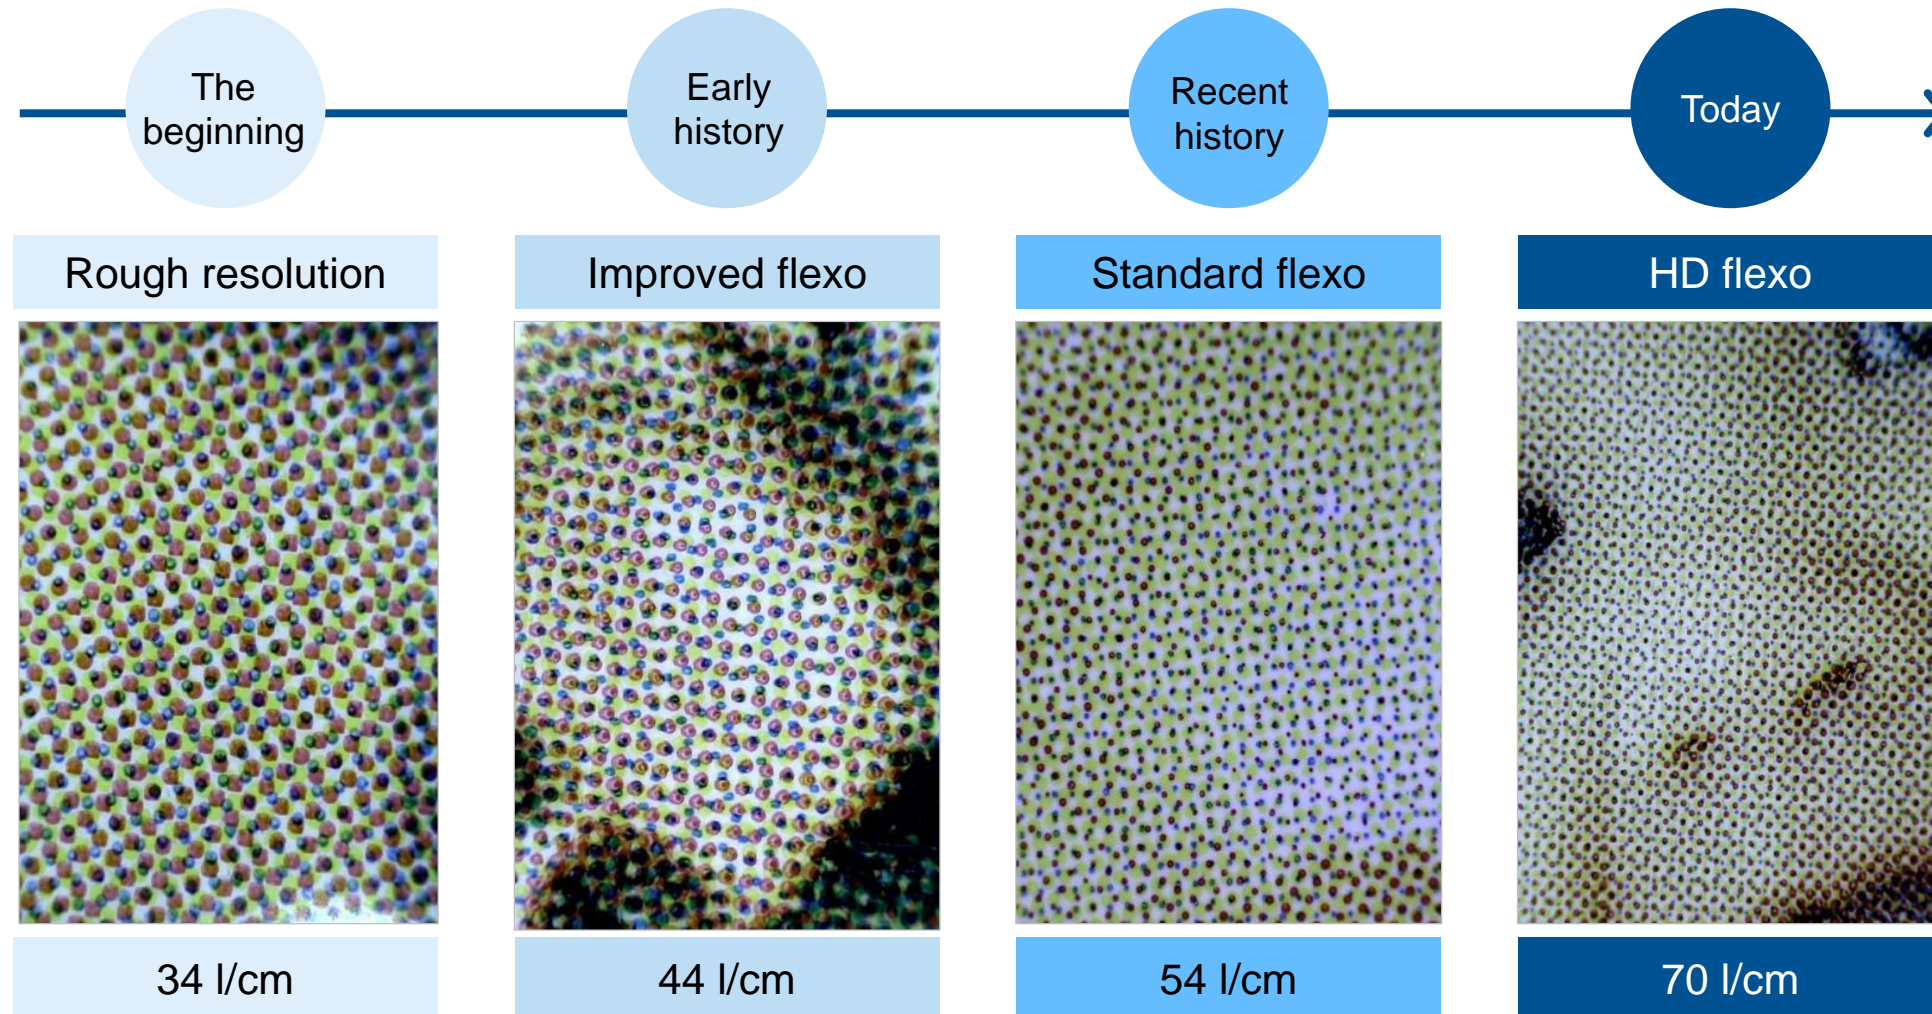 The
beginning
Early
history
Recent
history
Today
Rough resolution
Improved flexo
Standard flexo
HD flexo
34 l/cm
44 l/cm
54 l/cm
70 l/cm